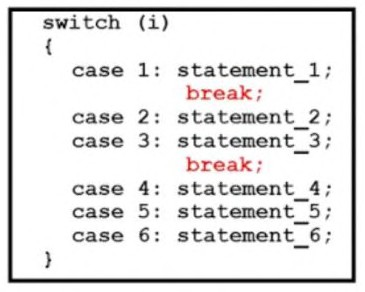 switch (i)
{
case 1: statement_1;
break;
case 2: statement_2;
case 3: statement_3;
break;
case 4: statement_4;
case 5: statement_5;
case 6: statement_6;
}